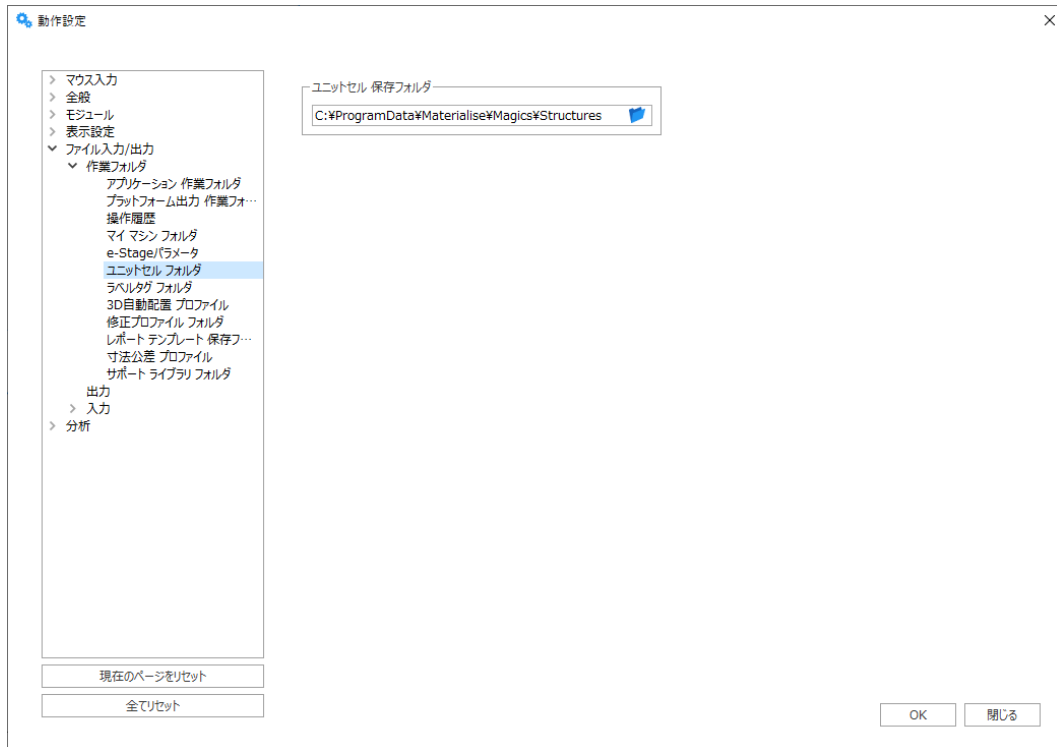 動作設定
マウス入力
全般
モジュール
表示設定
ファイル入力/出力
作業フォルダ
アプリケーション 作業フォルダ
プラットフォーム出力 作業フォ…
操作履歴
マイ マシン フォルダ
e-Stageパラメータ
ユニットセル フォルダ
ラベルタグ フォルダ
3D自動配置 プロファイル
修正プロファイル フォルダ
レポート テンプレート 保存フ…
寸法公差 プロファイル
サポート ライブラリ フォルダ
出力
入力
分析
現在のページをリセット
全てリセット
ユニットセル 保存フォルダ
C:¥ProgramData¥Materialise¥Magics¥Structures
OK
閉じる